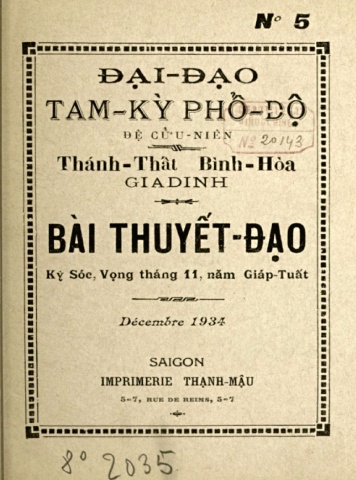 Nº 5
ĐẠI-ĐẠO
TAM-KỲ PHỔ-ĐỘ
ĐỆ CỬU-NIÊN
Nº 20143
Thánh-Thất Bình-Hòa
GIADINH
BÀI THUYẾT-ĐẠO
Kỳ Sóc, Vọng tháng 11, năm Giáp-Tuất
Décembre 1934
SAIGON
IMPRIMERIE THẠNH-MẬU
5-7, RUE DE REIMS, 5-7
8º 2035